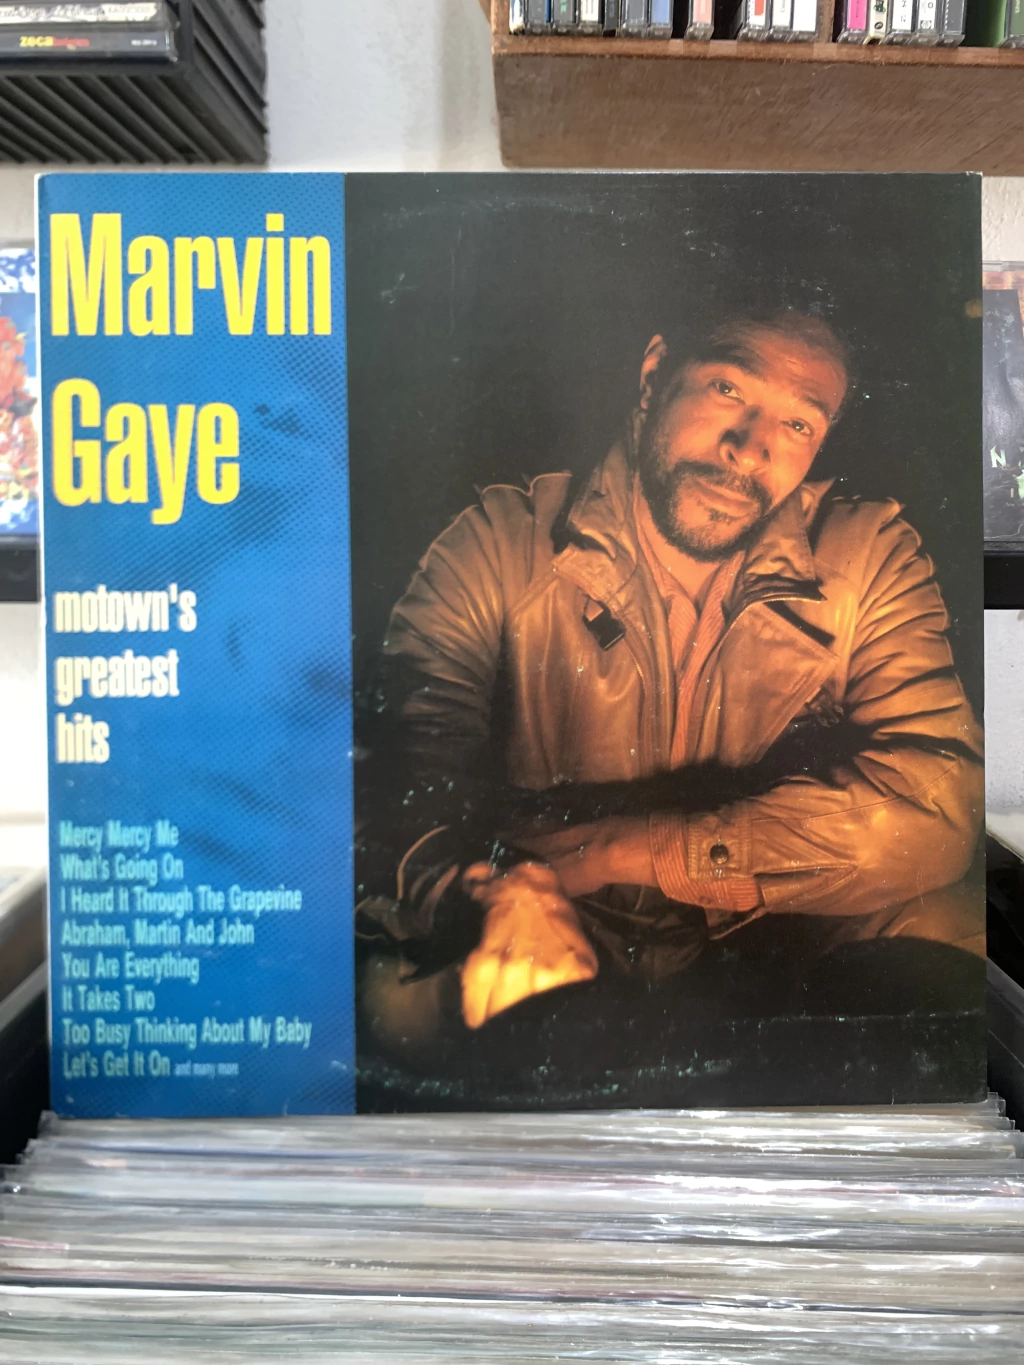 zeca
Marvin
Gaye
motown's
greatest
hits
Mercy Mercy Me
What's Going On
I Heard It Through The Grapevine
Abraham, Martin And John
You Are Everything
It Takes Two
Too Busy Thinking About My Baby
Let's Get It On and many more
N